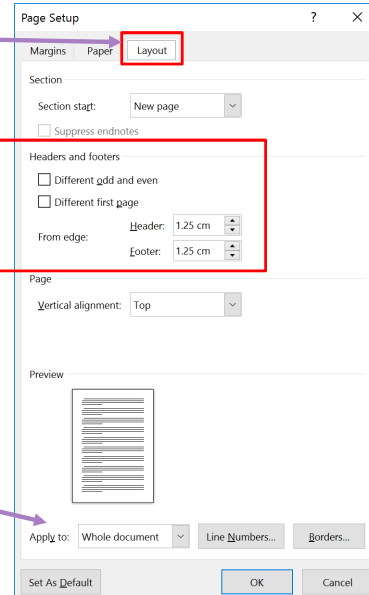 Page Setup ? ×
Margins Paper Layout
Section
Section start: New page
Suppress endnotes
Headers and footers
Different odd and even
Different first page
From edge:
Header: 1.25 cm
Footer: 1.25 cm
Page
Vertical alignment: Top
Preview
Apply to: Whole document Line Numbers... Borders...
Set As Default OK Cancel